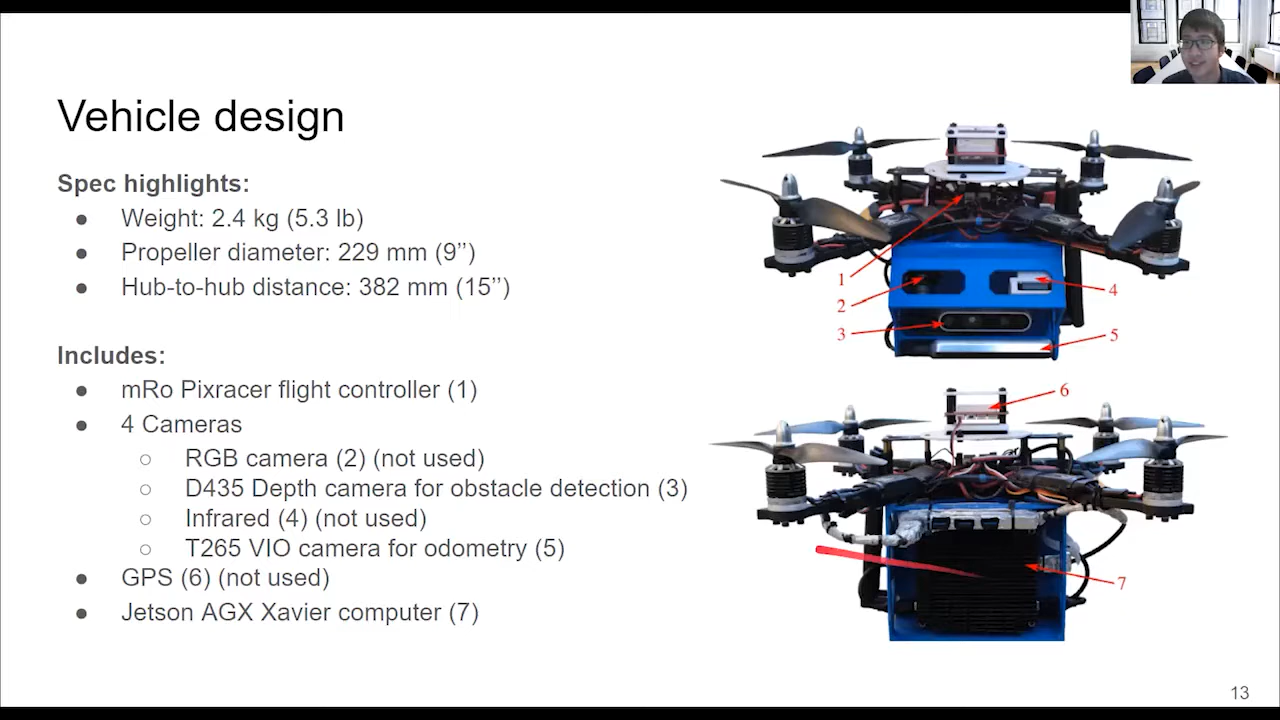 Vehicle design
Spec highlights:
● Weight: 2.4 kg (5.3 lb)
● Propeller diameter: 229 mm (9’’)
● Hub-to-hub distance: 382 mm (15’’)
Includes:
● mRo Pixracer flight controller (1)
● 4 Cameras
○ RGB camera (2) (not used)
○ D435 Depth camera for obstacle detection (3)
○ Infrared (4) (not used)
○ T265 VIO camera for odometry (5)
● GPS (6) (not used)
● Jetson AGX Xavier computer (7)
1
2
3
4
5
6
7
13